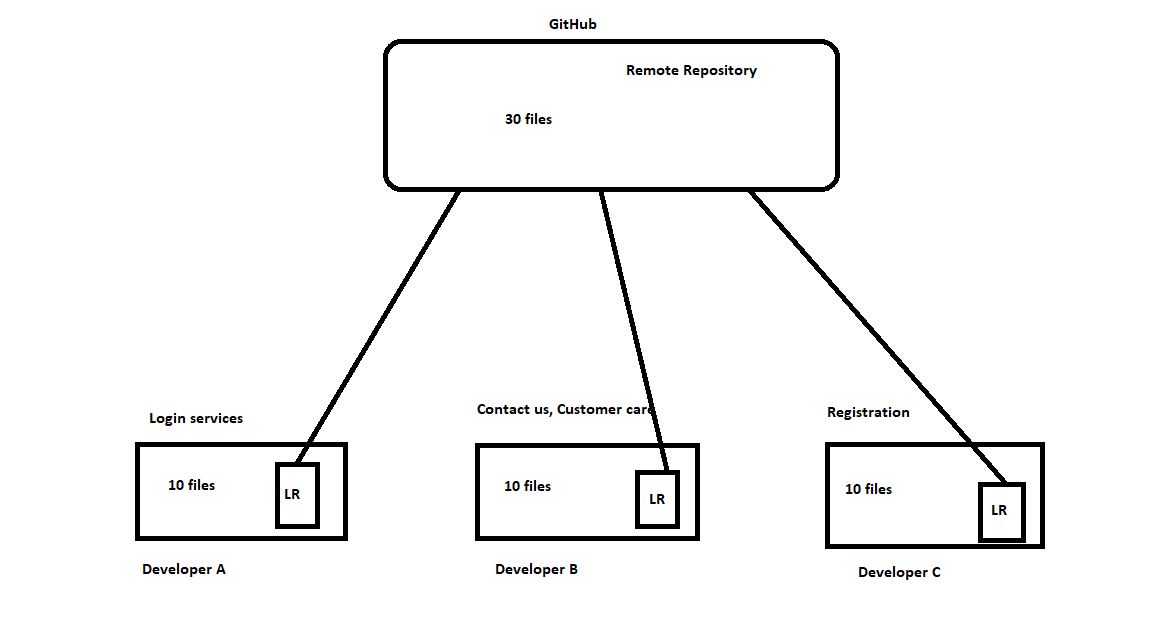 GitHub
Remote Repository
30 files
Login services
Contact us, Customer care
Registration
10 files
LR
10 files
LR
10 files
LR
Developer A
Developer B
Developer C